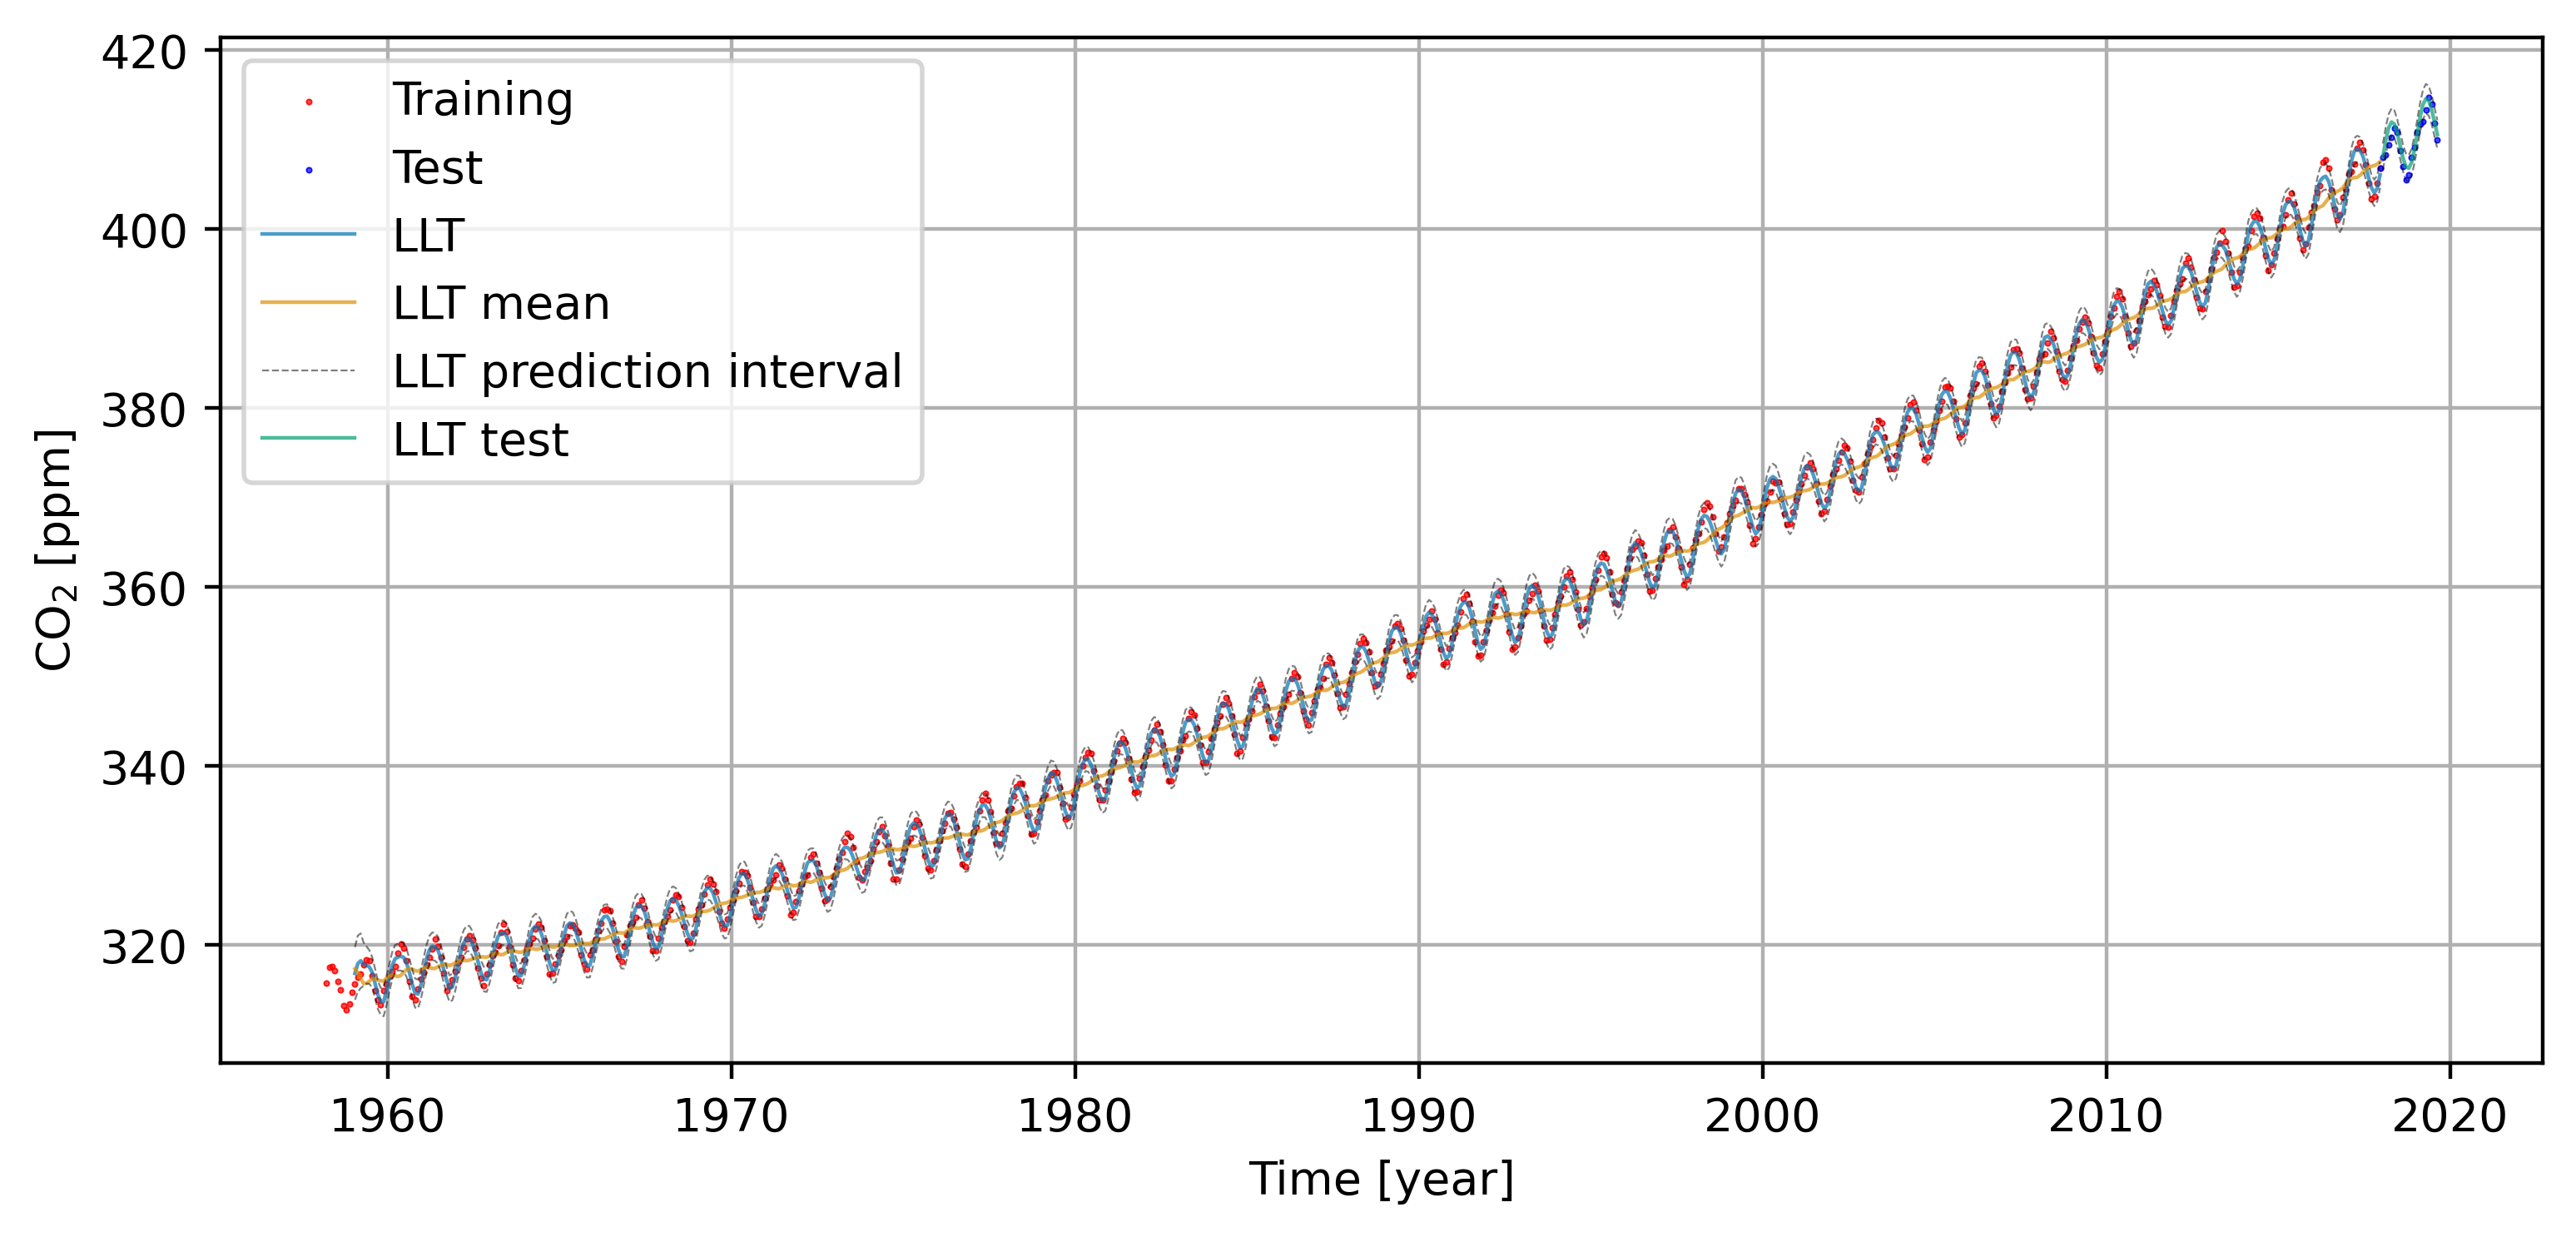 420
400
380
360
340
320
CO₂ [ppm]
Training
Test
LLT
LLT mean
LLT prediction interval
LLT test
1960 1970 1980 1990 2000 2010 2020
Time [year]